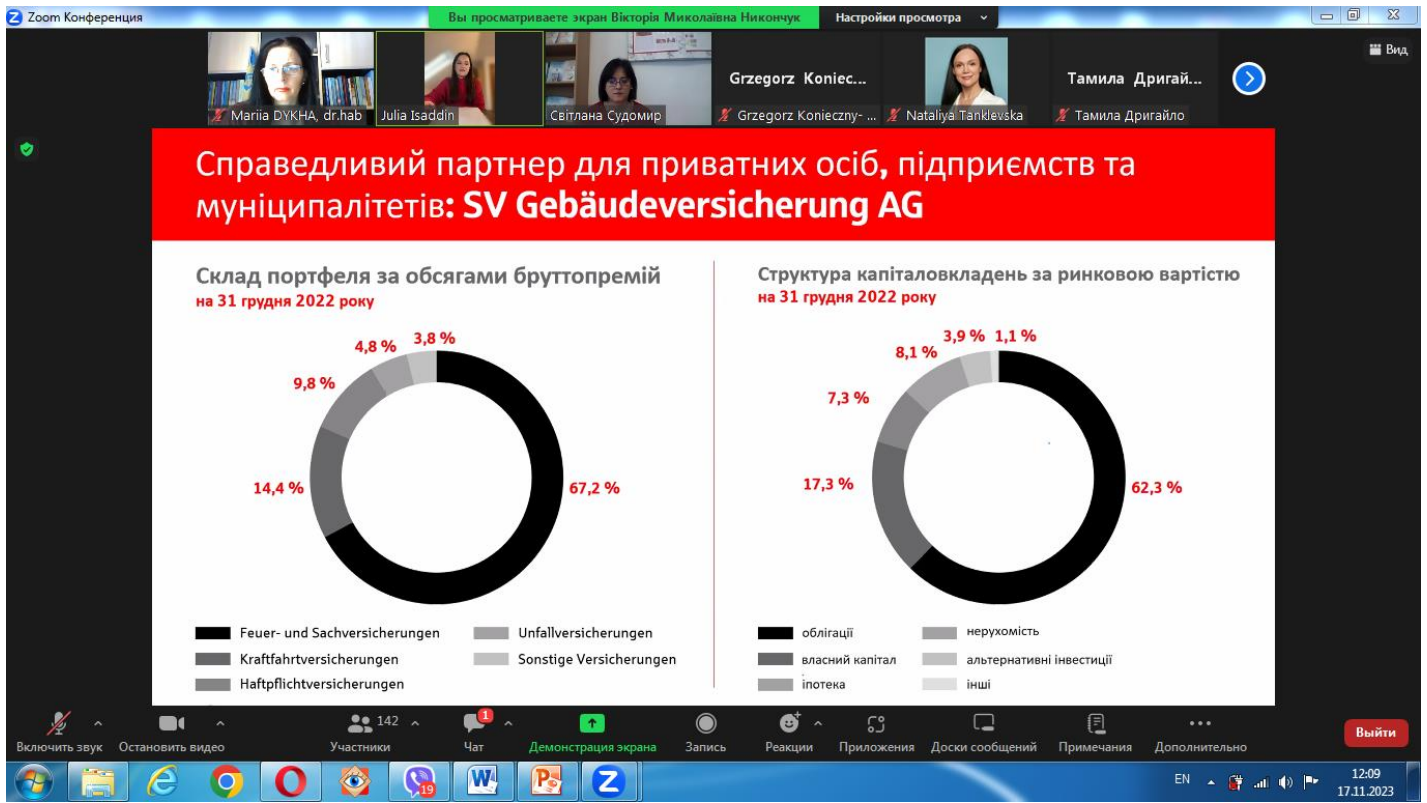 Zoom Конференция
Вы просматриваете экран Вікторія Миколаївна Никончук
Настройки просмотра
Вид
Grzegorz Koniec...
Тамила Дригай...
Mariia DYKHA, dr.hab
Julia Isaddin
Світлана Судомир
Grzegorz Konieczny- ...
Nataliya Tanklevska
Тамила Дригайло
Справедливий партнер для приватних осіб, підприємств та
муніципалітетів: SV Gebäudeversicherung AG
Склад портфеля за обсягами бруттопремій
на 31 грудня 2022 року
3,8 %
4,8 %
9,8 %
14,4 %
67,2 %
Feuer- und Sachversicherungen
Unfallversicherungen
Kraftfahrtversicherungen
Sonstige Versicherungen
Haftpflichtversicherungen
Структура капіталовкладень за ринковою вартістю
на 31 грудня 2022 року
3,9 % 1,1 %
8,1 %
7,3 %
17,3 %
62,3 %
облігації
нерухомість
власний капітал
альтернативні інвестиції
іпотека
інші
Включить звук
Остановить видео
142
Участники
1
Чат
Демонстрация экрана
Запись
Реакции
Приложения
Доски сообщений
Примечания
Дополнительно
Выйти
19
EN
12:09
17.11.2023